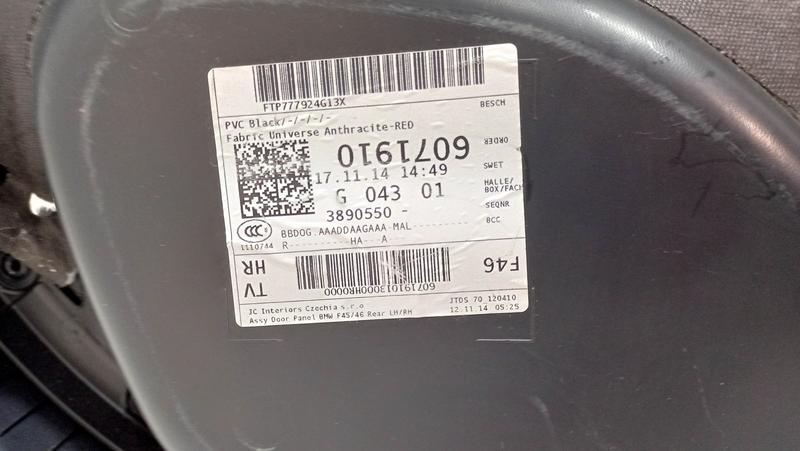 FTP777924G13X
BESCH
PVC Black/-/-/-/-
Fabric Universe Anthracite-RED
6071910
ORDER
17.11.14 14:49
SWET
G 043 01
HALLE/
BOX/FACH
3890550 -
SEQNR
CCC
BBDOG.AAADDAAGAAA-MAL----------
BCC
1110744
R----------HA---A
TV
HR
607191013000HR0000
F46
JC Interiors Czechia s.r.o
JTDS 70 120410
Assy Door Panel BMW F45/46 Rear LH/RH
12.11.14 05:25